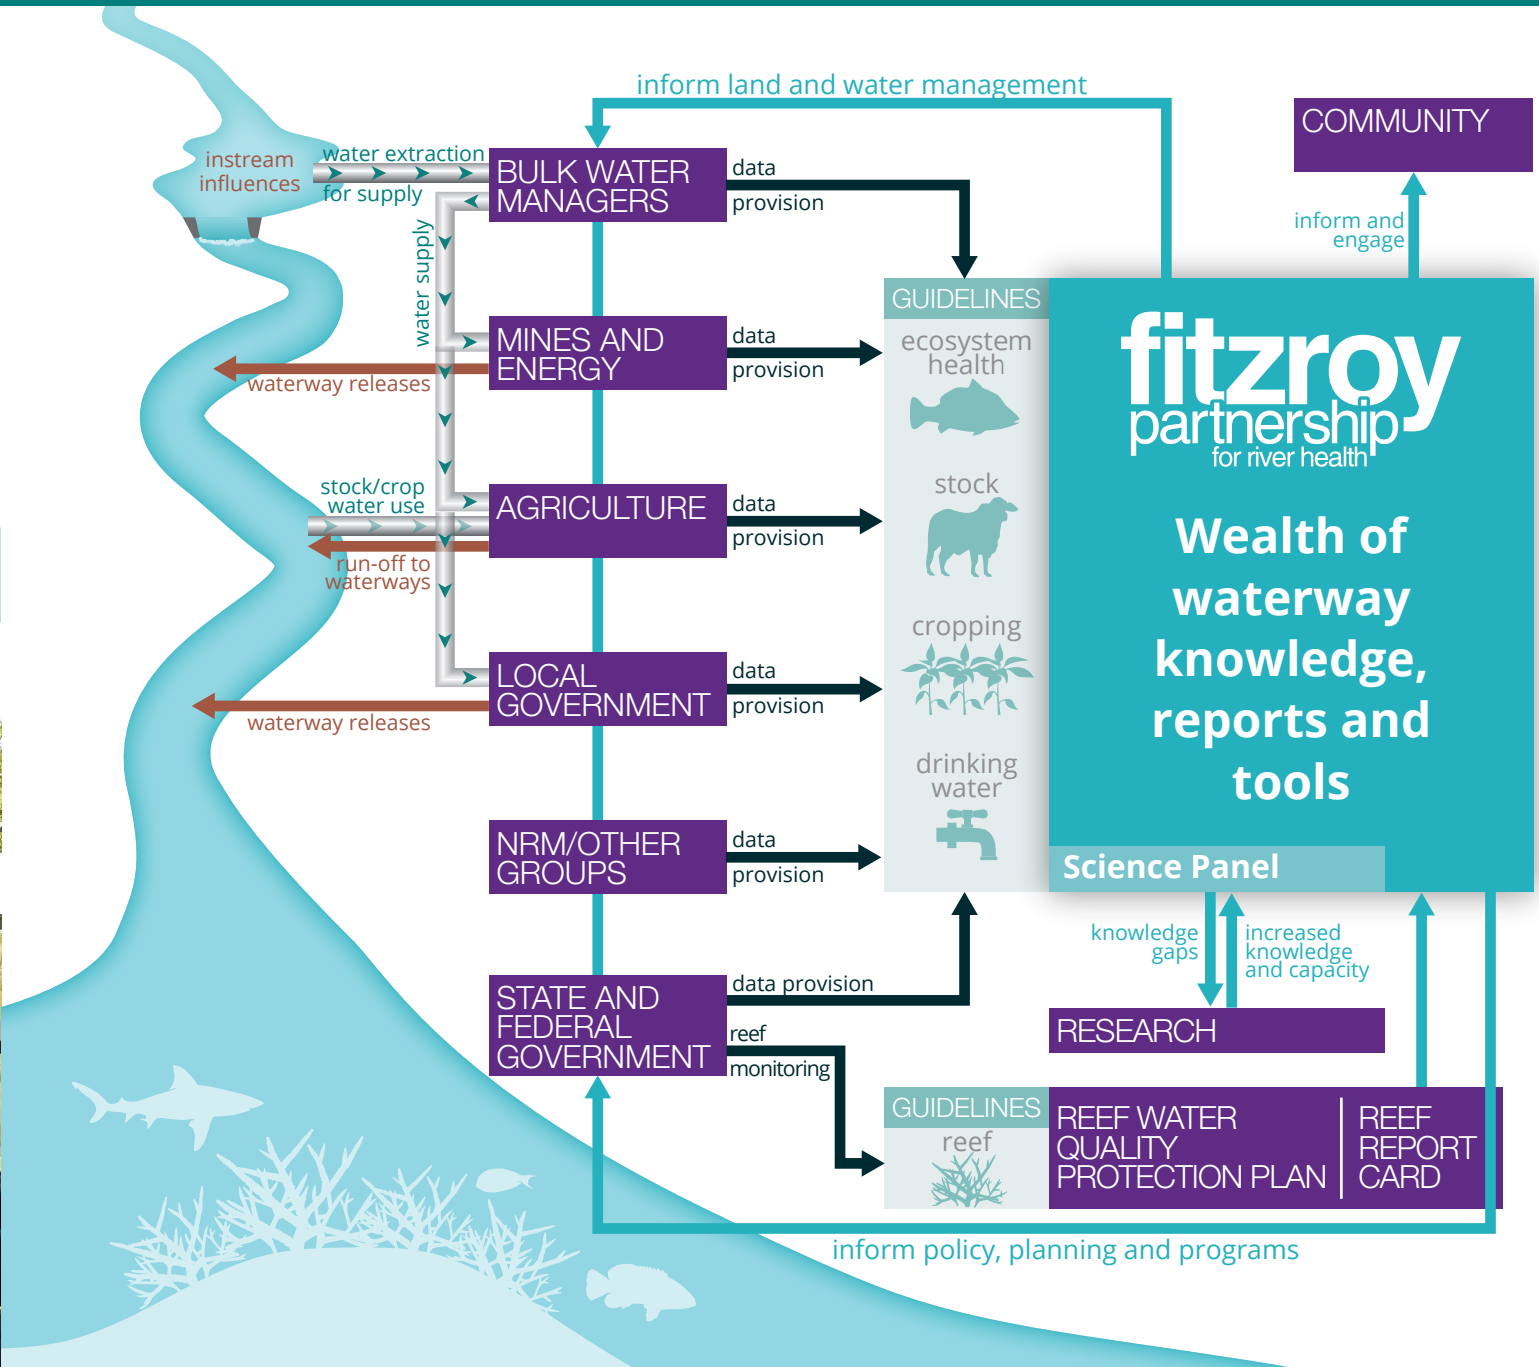 inform land and water management
COMMUNITY
inform and
engage
instream
influences
water extraction
for supply
water supply
BULK WATER
MANAGERS
data
provision
MINES AND
ENERGY
data
provision
waterway releases
stock/crop
water use
AGRICULTURE
data
provision
run-off to
waterways
LOCAL
GOVERNMENT
data
provision
waterway releases
NRM/OTHER
GROUPS
data
provision
STATE AND
FEDERAL
GOVERNMENT
data provision
reef
monitoring
GUIDELINES
ecosystem
health
stock
cropping
drinking
water
fitzroy
partnership
for river health
Wealth of
waterway
knowledge,
reports and
tools
Science Panel
knowledge
gaps
increased
knowledge
and capacity
RESEARCH
GUIDELINES
reef
REEF WATER
QUALITY
PROTECTION PLAN
REEF
REPORT
CARD
inform policy, planning and programs